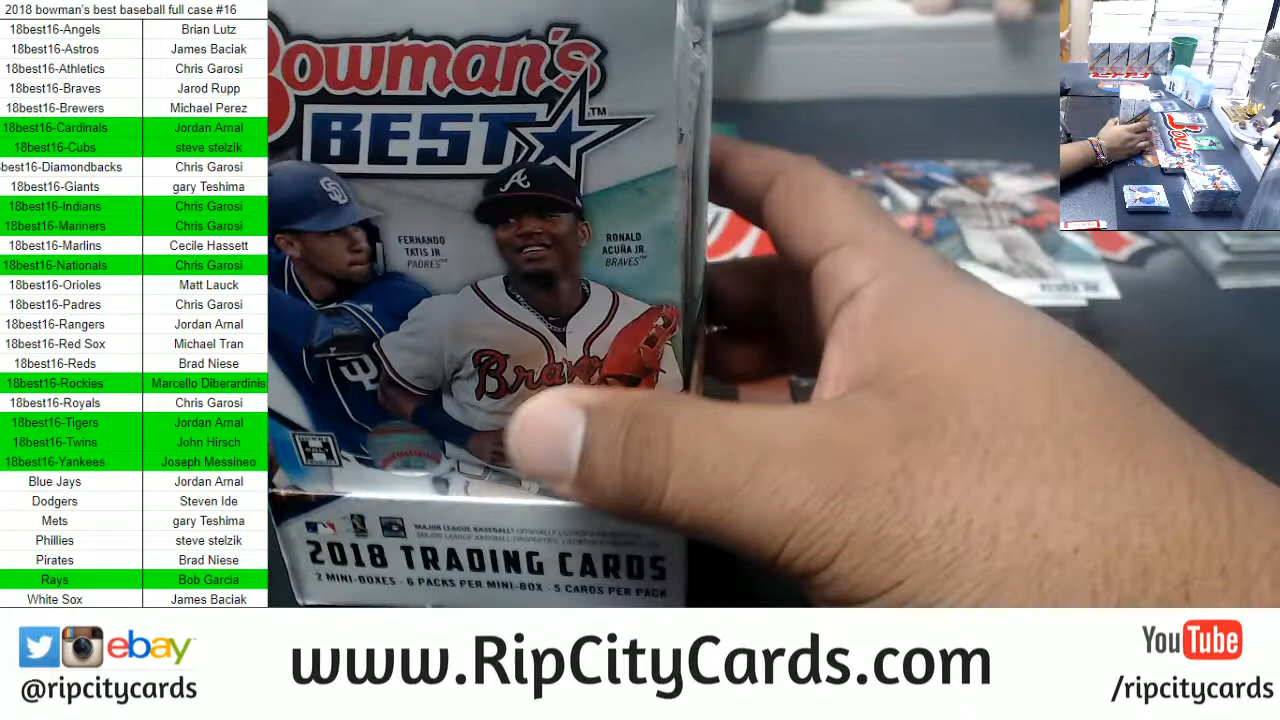 2018 bowman's best baseball full case #16
18best16-Angels Brian Lutz
18best16-Astros James Baciak
18best16-Athletics Chris Garosi
18best16-Braves Jarod Rupp
18best16-Brewers Michael Perez
18best16-Cardinals Jordan Arnal
18best16-Cubs steve stelzik
best16-Diamondbacks Chris Garosi
18best16-Giants gary Teshima
18best16-Indians Chris Garosi
18best16-Mariners Chris Garosi
18best16-Marlins Cecile Hassett
18best16-Nationals Chris Garosi
18best16-Orioles Matt Lauck
18best16-Padres Chris Garosi
18best16-Rangers Jordan Arnal
18best16-Red Sox Michael Tran
18best16-Reds Brad Niese
18best16-Rockies Marcello Diberardinis
18best16-Royals Chris Garosi
18best16-Tigers Jordan Arnal
18best16-Twins John Hirsch
18best16-Yankees Joseph Messineo
Blue Jays Jordan Arnal
Dodgers Steven Ide
Mets gary Teshima
Phillies steve stelzik
Pirates Brad Niese
Rays Bob Garcia
White Sox James Baciak
Bowman's
BEST™
FERNANDO
TATIS JR.
PADRES™
RONALD
ACUÑA JR.
BRAVES™
Braves
2018 TRADING CARDS
2 MINI-BOXES - 6 PACKS PER MINI-BOX - 5 CARDS PER PACK
ebay™
@ripcitycards
www.RipCityCards.com
YouTube
/ripcitycards